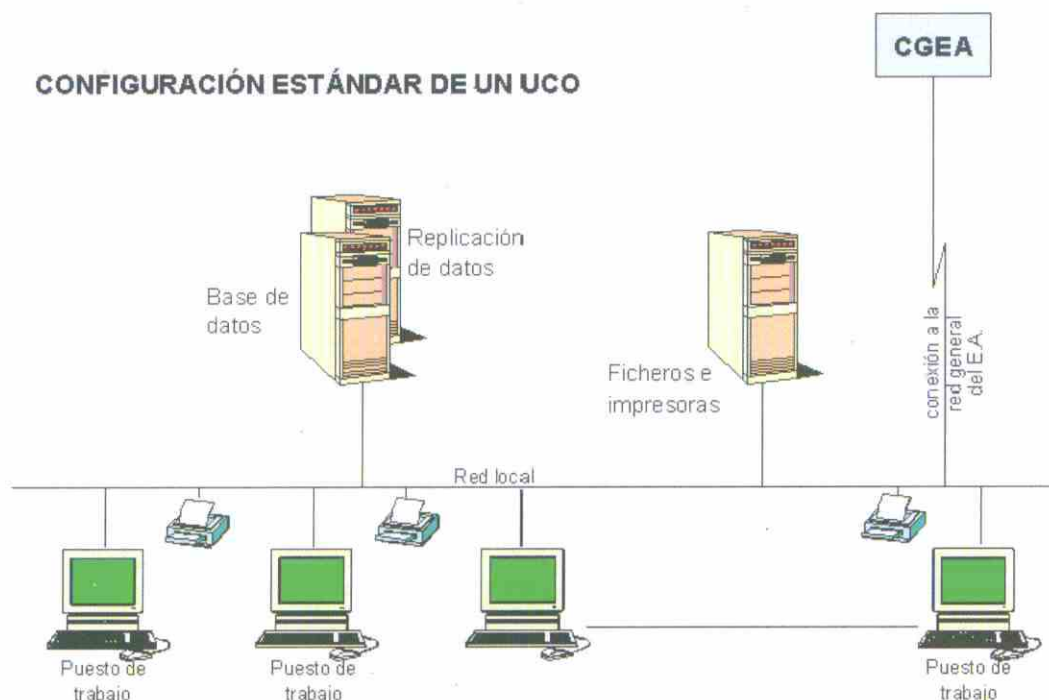 CGEA
CONFIGURACIÓN ESTÁNDAR DE UN UCO
Replicación
de datos
Base de
datos
Ficheros e
impresoras
conexión a la
red general
del E.A.
Red local
Puesto de
trabajo
Puesto de
trabajo
Puesto de
trabajo